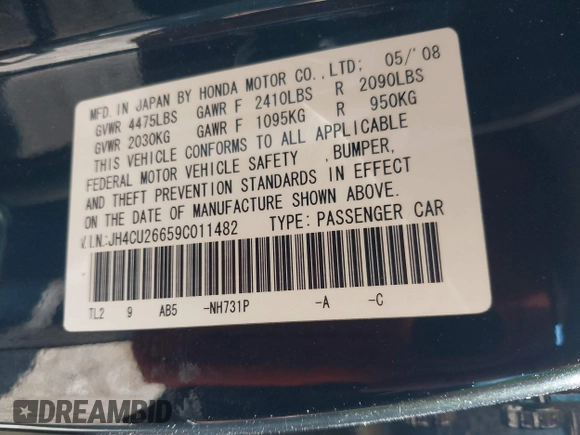 MFD. IN JAPAN BY HONDA MOTOR CO., LTD: 05/'08
GVWR 4475LBS GAWR F 2410LBS R 2090LBS
GVWR 2030KG GAWR F 1095KG R 950KG
THIS VEHICLE CONFORMS TO ALL APPLICABLE
FEDERAL MOTOR VEHICLE SAFETY ,BUMPER,
AND THEFT PREVENTION STANDARDS IN EFFECT
ON THE DATE OF MANUFACTURE SHOWN ABOVE.
V.I.N.:JH4CU26659C011482 TYPE: PASSENGER CAR
TL2 9 AB5 -NH731P -A -C
DREAMBID